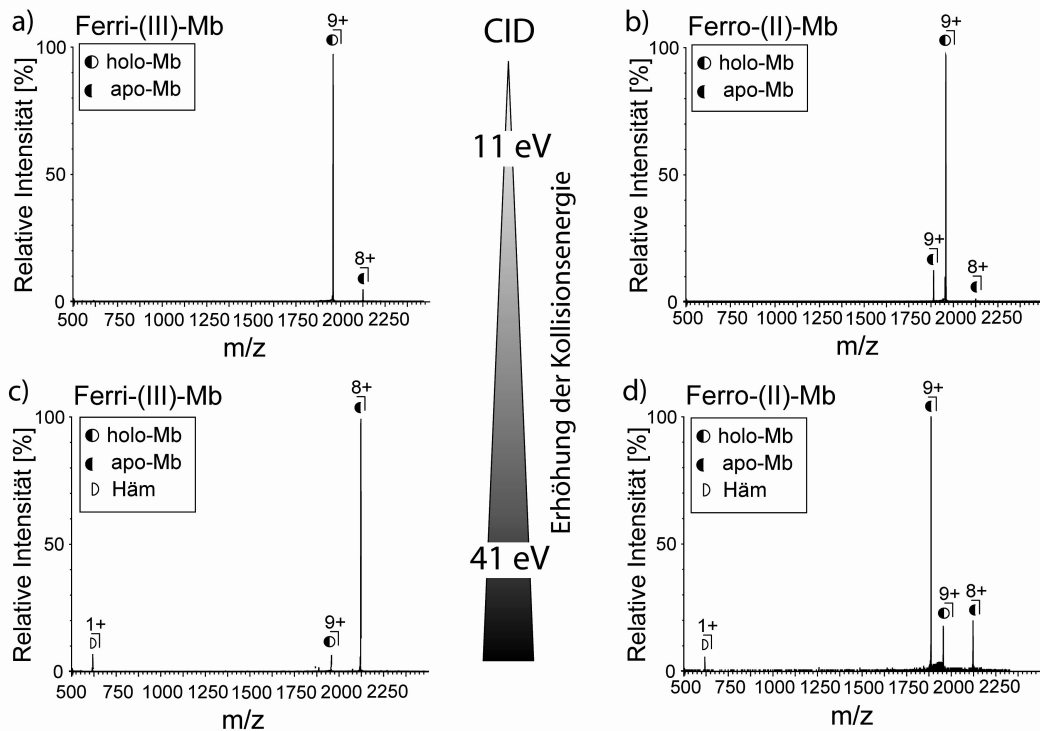 a) Ferri-(III)-Mb
9+
100
holo-Mb
apo-Mb
50
8+
0
Relative Intensität [%]
500 750 1000 1250 1500 1750 2000 2250
m/z
CID
11 eV
Erhöhung der Kollisionsenergie
41 eV
b) Ferro-(II)-Mb
9+
100
holo-Mb
apo-Mb
50
9+
8+
0
Relative Intensität [%]
500 750 1000 1250 1500 1750 2000 2250
m/z
c) Ferri-(III)-Mb
8+
100
holo-Mb
apo-Mb
Häm
50
1+
9+
0
Relative Intensität [%]
500 750 1000 1250 1500 1750 2000 2250
m/z
d) Ferro-(II)-Mb
9+
100
holo-Mb
apo-Mb
Häm
50
1+
9+
8+
0
Relative Intensität [%]
500 750 1000 1250 1500 1750 2000 2250
m/z